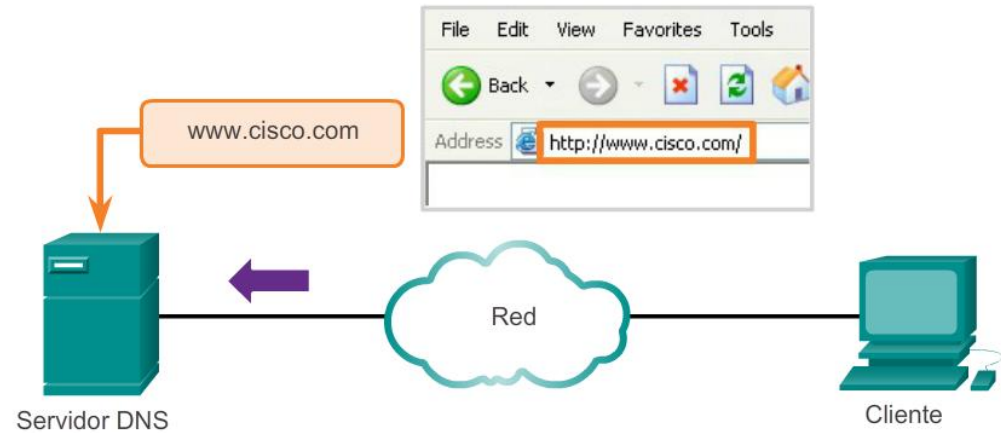 File Edit View Favorites Tools
Back
www.cisco.com
Address http://www.cisco.com/
Red
Servidor DNS
Cliente